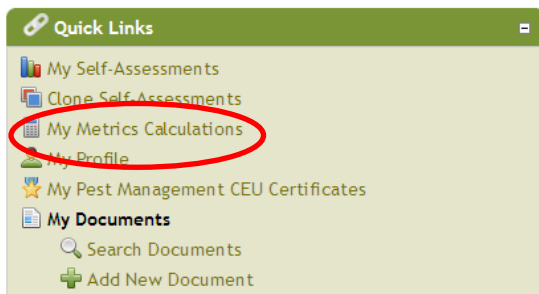 Quick Links
My Self-Assessments
Clone Self-Assessments
My Metrics Calculations
My Profile
My Pest Management CEU Certificates
My Documents
Search Documents
Add New Document